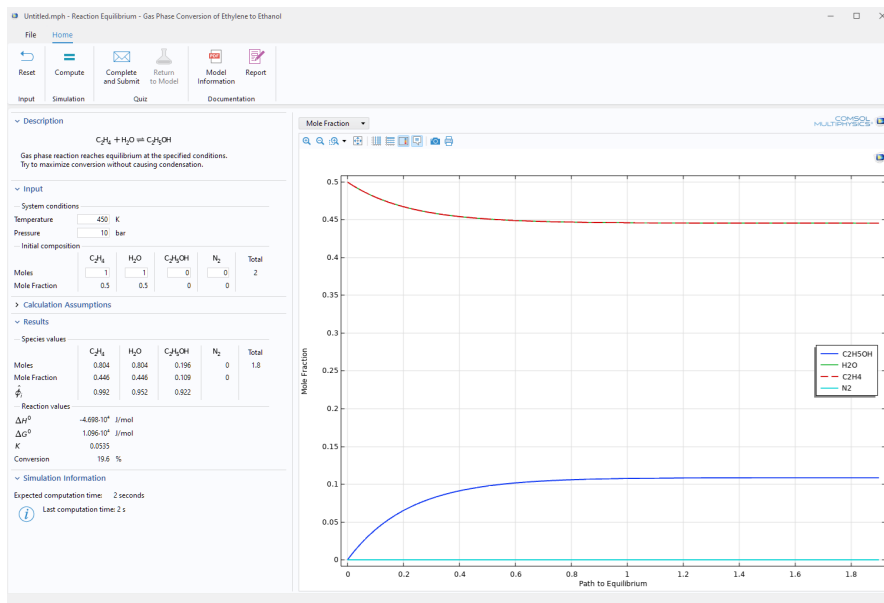 Untitled.mph - Reaction Equilibrium - Gas Phase Conversion of Ethylene to Ethanol
File Home
Reset Compute Complete and Submit Return to Model Model Information Report
Input Simulation Quiz Documentation
Description
C₂H₄ + H₂O ⇌ C₂H₅OH
Gas phase reaction reaches equilibrium at the specified conditions.
Try to maximize conversion without causing condensation.
Input
System conditions
Temperature 450 K
Pressure 10 bar
Initial composition
C₂H₄ H₂O C₂H₅OH N₂ Total
Moles 1 1 0 0 2
Mole Fraction 0.5 0.5 0 0
Calculation Assumptions
Results
Species values
C₂H₄ H₂O C₂H₅OH N₂ Total
Moles 0.804 0.804 0.196 0 1.8
Mole Fraction 0.446 0.446 0.109 0
ϕ̂ᵢ 0.992 0.952 0.922
Reaction values
ΔH⁰ -4.698·10⁴ J/mol
ΔG⁰ 1.096·10⁴ J/mol
K 0.0535
Conversion 19.6 %
Simulation Information
Expected computation time: 2 seconds
Last computation time: 2 s
Mole Fraction
COMSOL
MULTIPHYSICS
0.5
0.45
0.4
0.35
0.3
0.25
0.2
0.15
0.1
0.05
0
Mole Fraction
C2H5OH
H2O
C2H4
N2
0 0.2 0.4 0.6 0.8 1 1.2 1.4 1.6 1.8
Path to Equilibrium